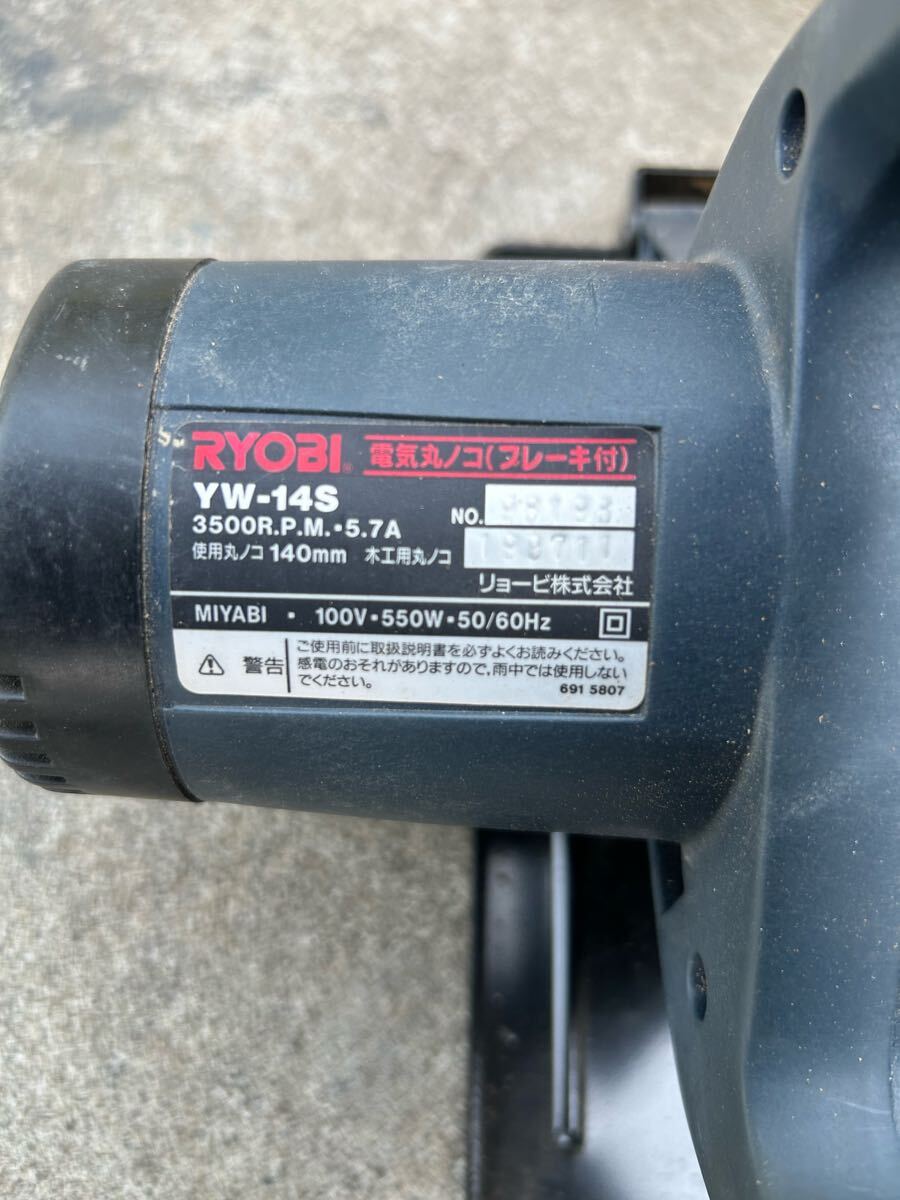 RYOBI® 電気丸ノコ(ブレーキ付)
YW-14S
3500R.P.M.・5.7A NO.
使用丸ノコ 140mm 木工用丸ノコ 199711
リョービ株式会社
MIYABI ・ 100V・550W・50/60Hz
警告 ご使用前に取扱説明書を必ずよくお読みください。
感電のおそれがありますので,雨中では使用しない
でください。
691 5807